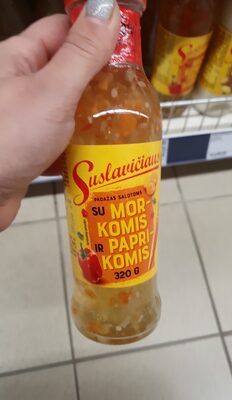 Suslavičiaus
PADAŽAS SALOTOMS
SU MOR-
KOMIS
IR PAPRI-
KOMIS
320 G